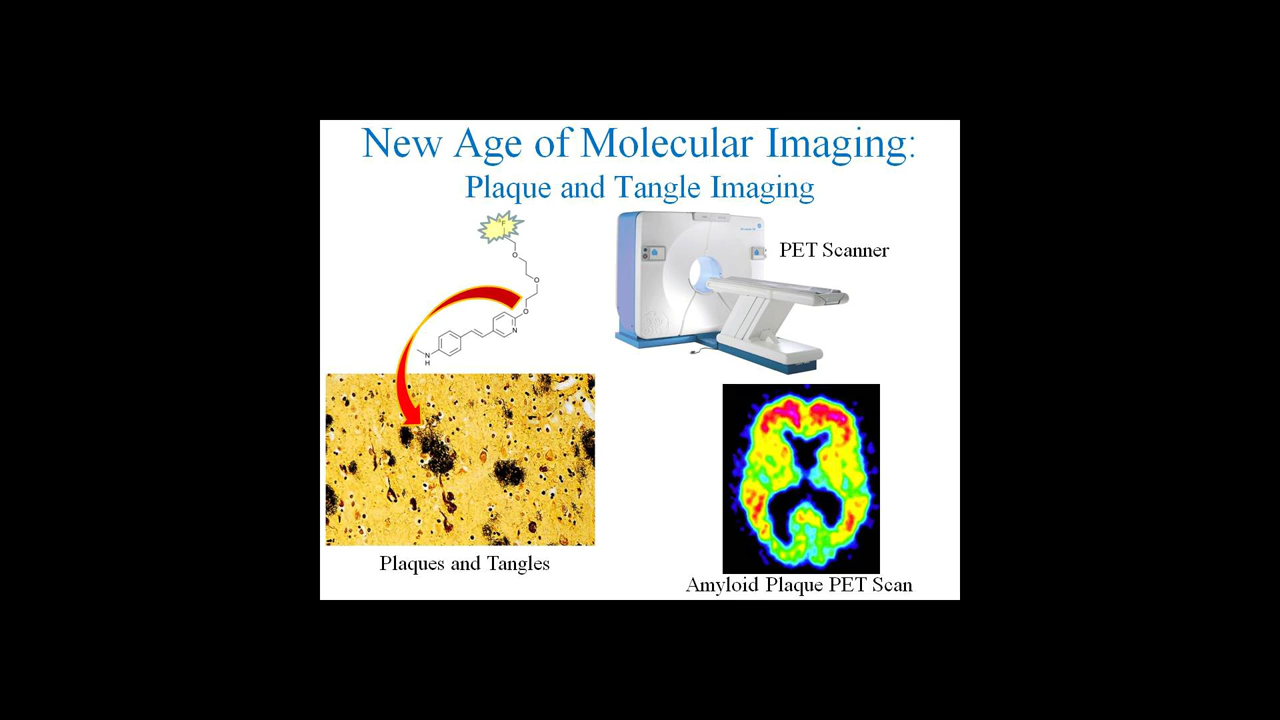 New Age of Molecular Imaging:
Plaque and Tangle Imaging
F
O
O
O
N
N
H
PET Scanner
Plaques and Tangles
Amyloid Plaque PET Scan